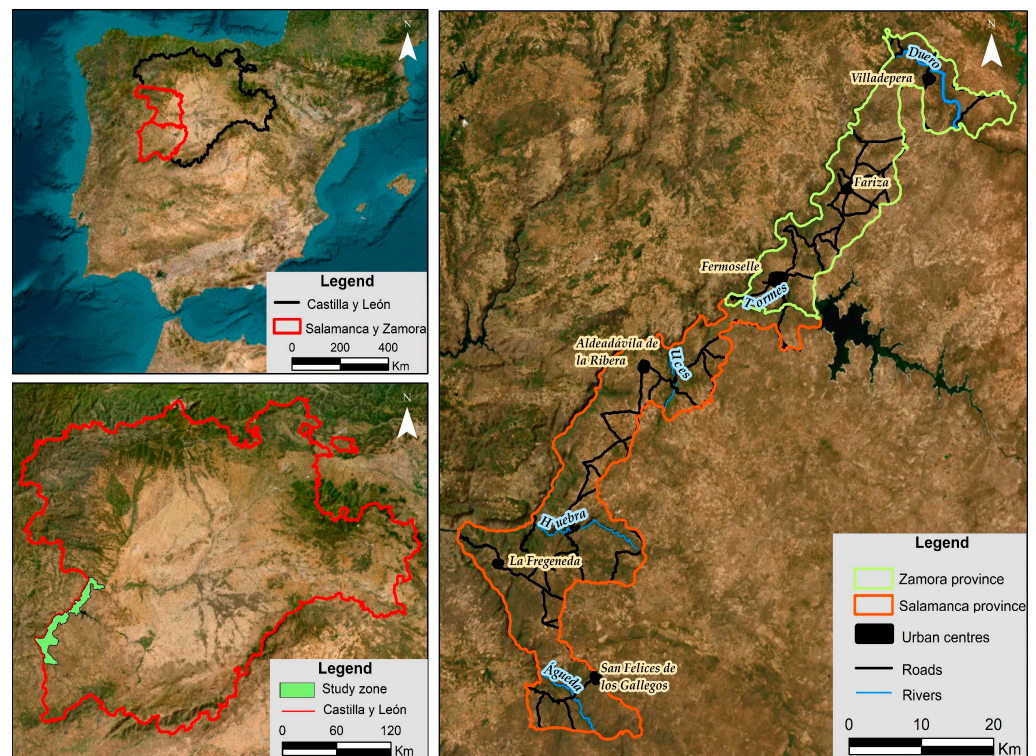 N
Legend
Castilla y León
Salamanca y Zamora
0 200 400
Km
N
Legend
Study zone
Castilla y León
0 60 120
Km
N
Duero
Villadepera
Fariza
Fermoselle
T-ormes
Aldeadávila de
la Ribera
Uces
Huebra
La Fregeneda
Águeda
San Felices de
los Gallegos
Legend
Zamora province
Salamanca province
Urban centres
Roads
Rivers
0 10 20
Km